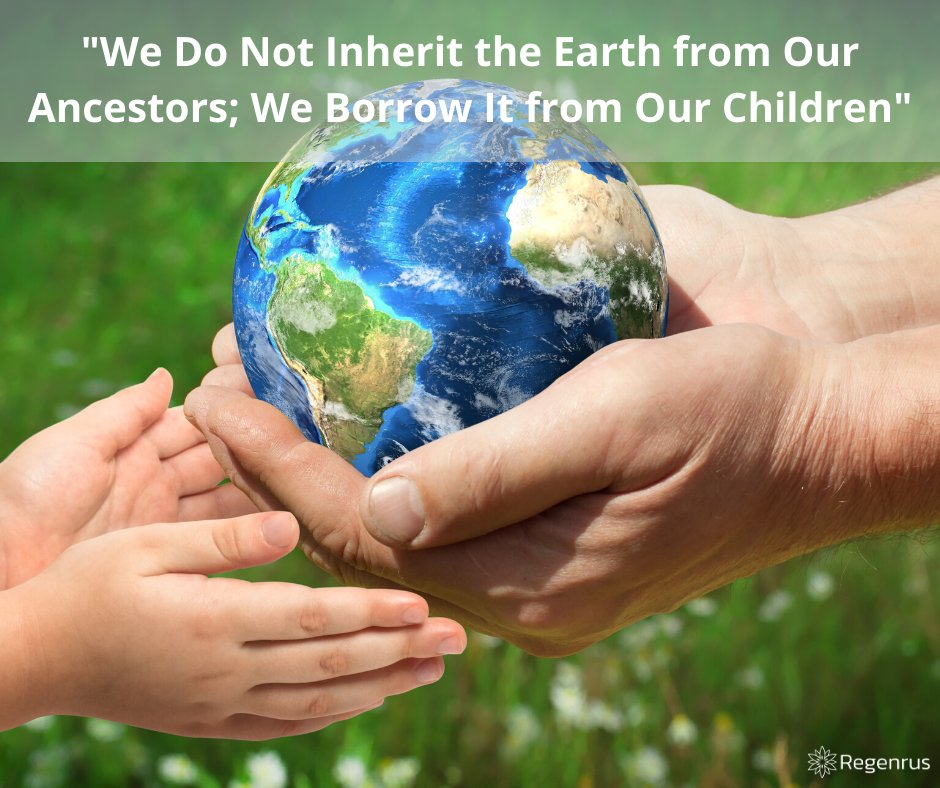 "We Do Not Inherit the Earth from Our
Ancestors; We Borrow It from Our Children"
Regenrus